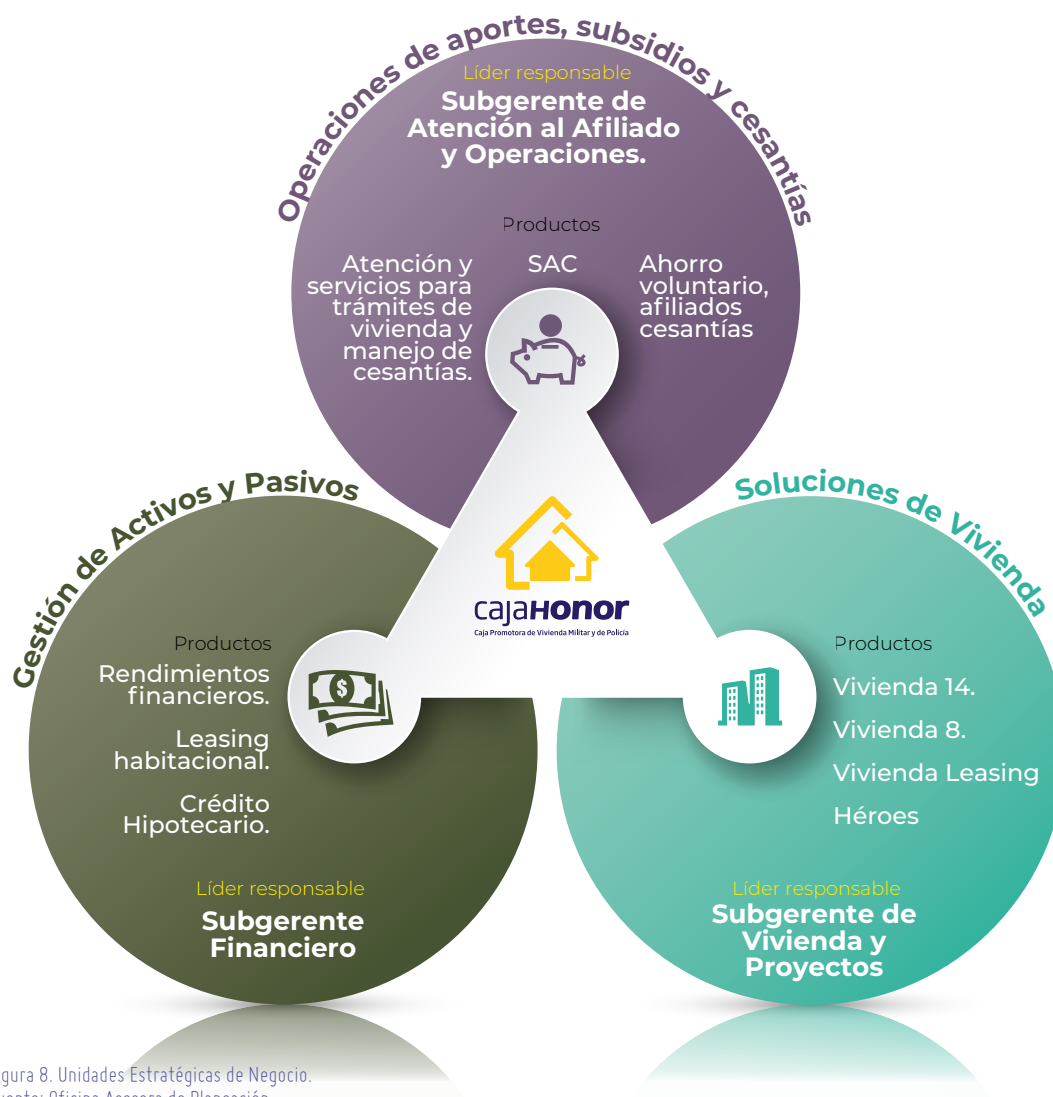 Operaciones de aportes, subsidios y cesantías
Líder responsable
Subgerente de
Atención al Afiliado
y Operaciones.
Productos
Atención y
servicios para
trámites de
vivienda y
manejo de
cesantías.
SAC
Ahorro
voluntario,
afiliados
cesantías
Gestión de Activos y Pasivos
Productos
Rendimientos
financieros.
Leasing
habitacional.
Crédito
Hipotecario.
Líder responsable
Subgerente
Financiero
cajaHonor
Caja Promotora de Vivienda Militar y de Policía
$
Soluciones de Vivienda
Productos
Vivienda 14.
Vivienda 8.
Vivienda Leasing
Héroes
Líder responsable
Subgerente de
Vivienda y
Proyectos
gura 8. Unidades Estratégicas de Negocio.